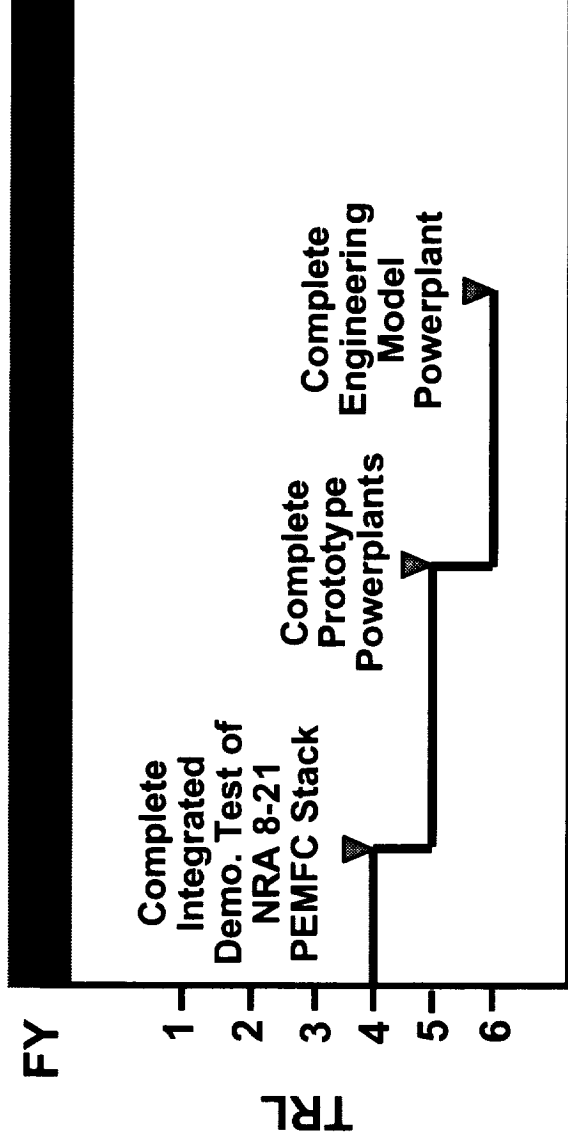 FY
TRL
1
2
3
4
5
6
Complete
Integrated
Demo. Test of
NRA 8-21
PEMFC Stack
Complete
Prototype
Powerplants
Complete
Engineering
Model
Powerplant